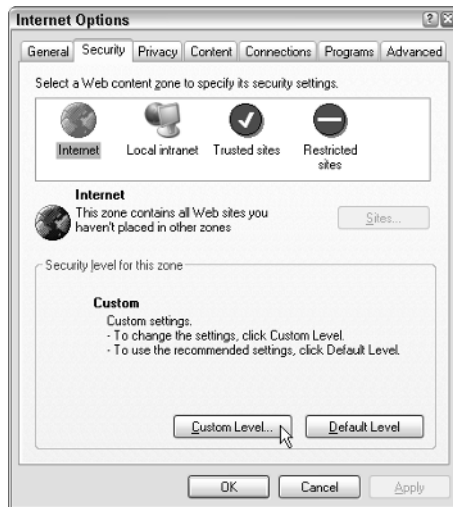 Internet Options
General Security Privacy Content Connections Programs Advanced
Select a Web content zone to specify its security settings.
Internet Local intranet Trusted sites Restricted
sites
Internet
This zone contains all Web sites you
haven't placed in other zones
Sites...
Security level for this zone
Custom
Custom settings.
- To change the settings, click Custom Level.
- To use the recommended settings, click Default Level.
Custom Level... Default Level
OK Cancel Apply